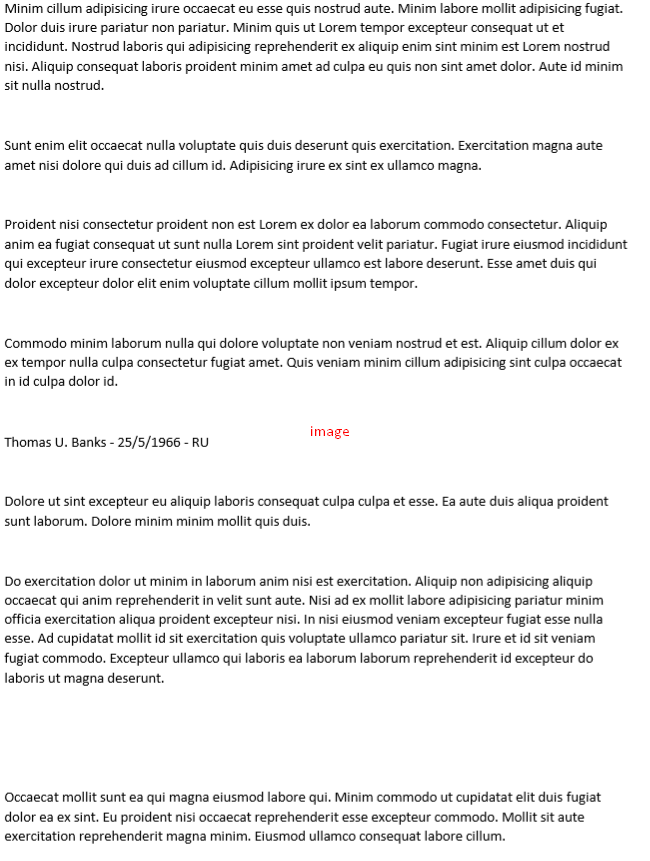 Minim cillum adipisicing irure occaecat eu esse quis nostrud aute. Minim labore mollit adipisicing fugiat.
Dolor duis irure pariatur non pariatur. Minim quis ut Lorem tempor excepteur consequat ut et
incididunt. Nostrud laboris qui adipisicing reprehenderit ex aliquip enim sint minim est Lorem nostrud
nisi. Aliquip consequat laboris proident minim amet ad culpa eu quis non sint amet dolor. Aute id minim
sit nulla nostrud.
Sunt enim elit occaecat nulla voluptate quis duis deserunt quis exercitation. Exercitation magna aute
amet nisi dolore qui duis ad cillum id. Adipisicing irure ex sint ex ullamco magna.
Proident nisi consectetur proident non est Lorem ex dolor ea laborum commodo consectetur. Aliquip
anim ea fugiat consequat ut sunt nulla Lorem sint proident velit pariatur. Fugiat irure eiusmod incididunt
qui excepteur irure consectetur eiusmod excepteur ullamco est labore deserunt. Esse amet duis qui
dolor excepteur dolor elit enim voluptate cillum mollit ipsum tempor.
Commodo minim laborum nulla qui dolore voluptate non veniam nostrud et est. Aliquip cillum dolor ex
ex tempor nulla culpa consectetur fugiat amet. Quis veniam minim cillum adipisicing sint culpa occaecat
in id culpa dolor id.
image
Thomas U. Banks - 25/5/1966 - RU
Dolore ut sint excepteur eu aliquip laboris consequat culpa culpa et esse. Ea aute duis aliqua proident
sunt laborum. Dolore minim minim mollit quis duis.
Do exercitation dolor ut minim in laborum anim nisi est exercitation. Aliquip non adipisicing aliquip
occaecat qui anim reprehenderit in velit sunt aute. Nisi ad ex mollit labore adipisicing pariatur minim
officia exercitation aliqua proident excepteur nisi. In nisi eiusmod veniam excepteur fugiat esse nulla
esse. Ad cupidatat mollit id sit exercitation quis voluptate ullamco pariatur sit. Irure et id sit veniam
fugiat commodo. Excepteur ullamco qui laboris ea laborum laborum reprehenderit id excepteur do
laboris ut magna deserunt.
Occaecat mollit sunt ea qui magna eiusmod labore qui. Minim commodo ut cupidatat elit duis fugiat
dolor ea ex sint. Eu proident nisi occaecat reprehenderit esse excepteur commodo. Mollit sit aute
exercitation reprehenderit magna minim. Eiusmod ullamco consequat labore cillum.